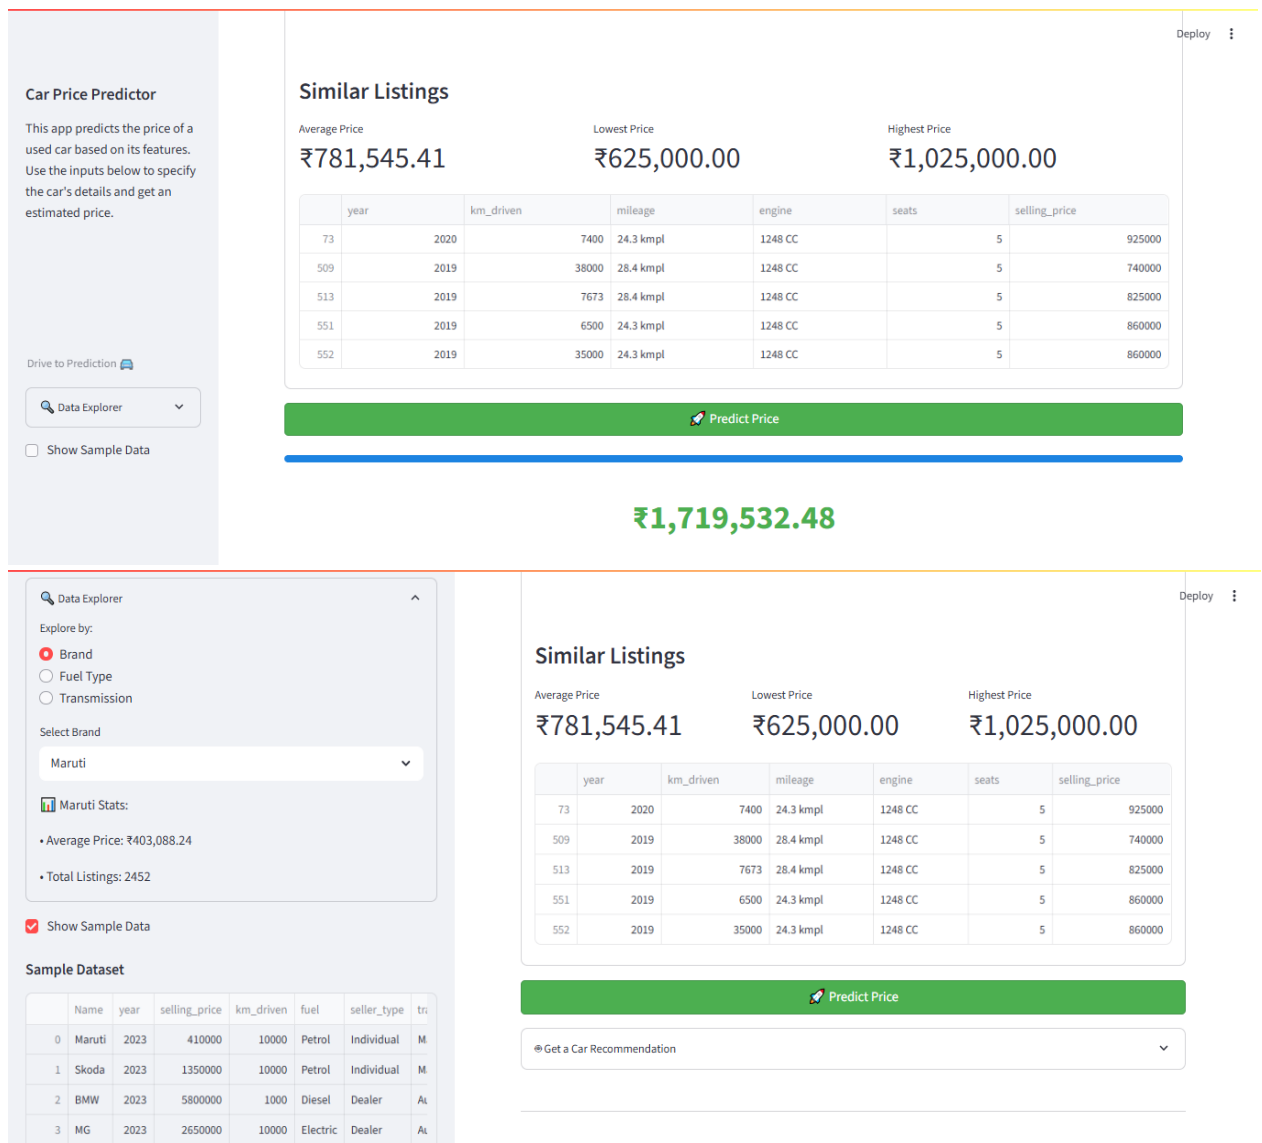 Deploy
Car Price Predictor
This app predicts the price of a
used car based on its features.
Use the inputs below to specify
the car's details and get an
estimated price.
Drive to Prediction
Data Explorer
Show Sample Data
Similar Listings
Average Price Lowest Price Highest Price
₹781,545.41 ₹625,000.00 ₹1,025,000.00
year km_driven mileage engine seats selling_price
73 2020 7400 24.3 kmpl 1248 CC 5 925000
509 2019 38000 28.4 kmpl 1248 CC 5 740000
513 2019 7673 28.4 kmpl 1248 CC 5 825000
551 2019 6500 24.3 kmpl 1248 CC 5 860000
552 2019 35000 24.3 kmpl 1248 CC 5 860000
Predict Price
₹1,719,532.48
Data Explorer
Explore by:
Brand
Fuel Type
Transmission
Select Brand
Maruti
Maruti Stats:
• Average Price: ₹403,088.24
• Total Listings: 2452
Show Sample Data
Sample Dataset
Name year selling_price km_driven fuel seller_type tra
0 Maruti 2023 410000 10000 Petrol Individual M
1 Skoda 2023 1350000 10000 Petrol Individual M
2 BMW 2023 5800000 1000 Diesel Dealer Au
3 MG 2023 2650000 10000 Electric Dealer Au
Deploy
Similar Listings
Average Price Lowest Price Highest Price
₹781,545.41 ₹625,000.00 ₹1,025,000.00
year km_driven mileage engine seats selling_price
73 2020 7400 24.3 kmpl 1248 CC 5 925000
509 2019 38000 28.4 kmpl 1248 CC 5 740000
513 2019 7673 28.4 kmpl 1248 CC 5 825000
551 2019 6500 24.3 kmpl 1248 CC 5 860000
552 2019 35000 24.3 kmpl 1248 CC 5 860000
Predict Price
Get a Car Recommendation